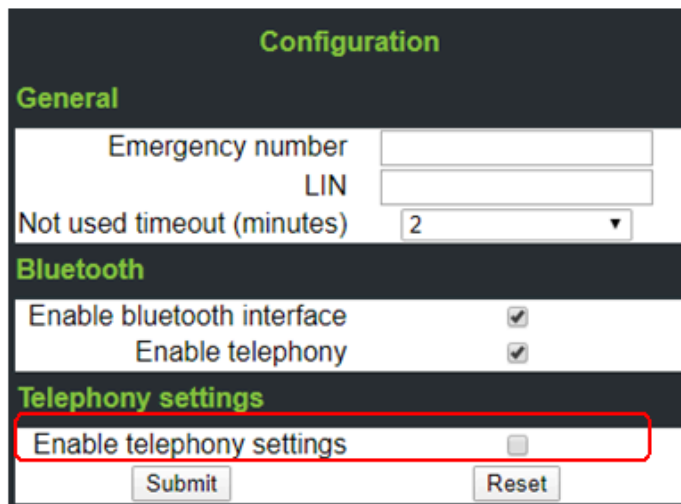 Configuration
General
Emergency number
LIN
Not used timeout (minutes) 2
Bluetooth
Enable bluetooth interface
Enable telephony
Telephony settings
Enable telephony settings
Submit Reset